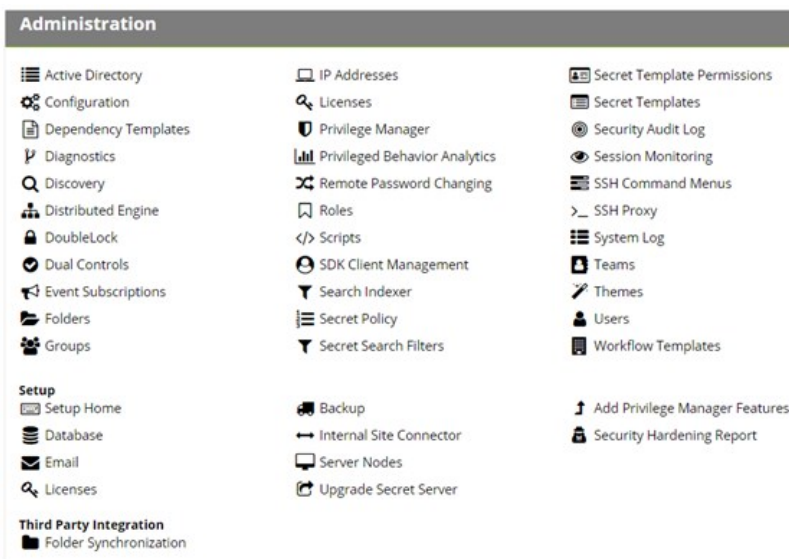 Administration
Active Directory
Configuration
Dependency Templates
Diagnostics
Discovery
Distributed Engine
DoubleLock
Dual Controls
Event Subscriptions
Folders
Groups
IP Addresses
Licenses
Privilege Manager
Privileged Behavior Analytics
Remote Password Changing
Roles
Scripts
SDK Client Management
Search Indexer
Secret Policy
Secret Search Filters
Secret Template Permissions
Secret Templates
Security Audit Log
Session Monitoring
SSH Command Menus
SSH Proxy
System Log
Teams
Themes
Users
Workflow Templates
Setup
Setup Home
Database
Email
Licenses
Backup
Internal Site Connector
Server Nodes
Upgrade Secret Server
Add Privilege Manager Features
Security Hardening Report
Third Party Integration
Folder Synchronization